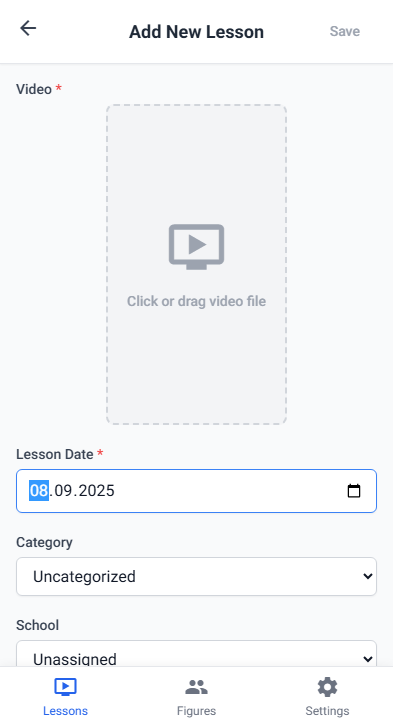 Add New Lesson Save
Video *
Click or drag video file
Lesson Date *
08.09.2025
Category
Uncategorized
School
Unassigned
Lessons Figures Settings